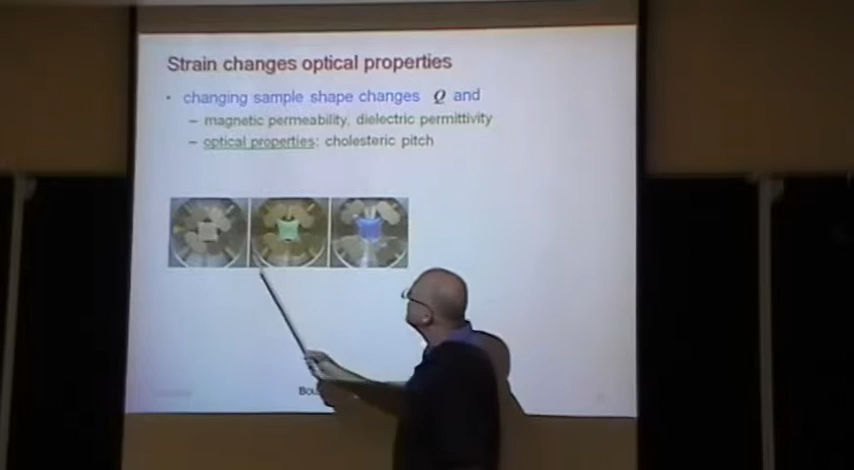 Strain changes optical properties
• changing sample shape changes Q and
– magnetic permeability, dielectric permittivity
– optical properties: cholesteric pitch